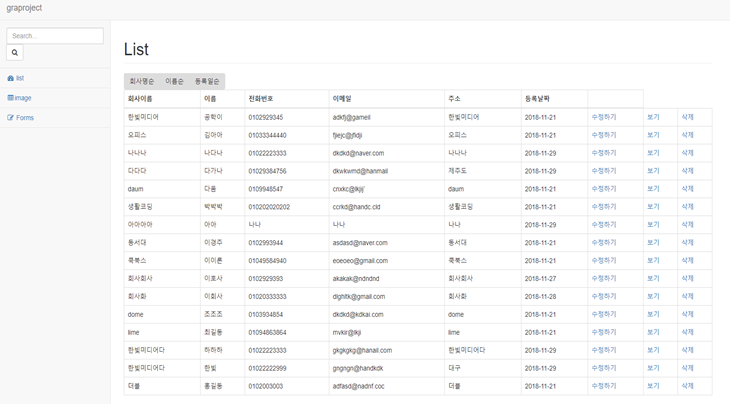 graproject
Search...
list
image
Forms
List
회사명순 이름순 등록일순
회사이름 이름 전화번호 이메일 주소 등록날짜
한빛미디어 공학이 0102929345 adkfj@gameil 한빛미디어 2018-11-21 수정하기 보기 삭제
오피스 김아아 01033344440 fjiejc@jfidji 오피스 2018-11-21 수정하기 보기 삭제
나나나 나다나 01022223333 dkdkd@naver.com 나나나 2018-11-29 수정하기 보기 삭제
다다다 다가나 01029384756 dkwkwmd@hanmail 제주도 2018-11-29 수정하기 보기 삭제
daum 다움 0109948547 cnxkc@lkjij' daum 2018-11-21 수정하기 보기 삭제
생활코딩 박박박 010202020202 ccrkd@handc.cld 생활코딩 2018-11-21 수정하기 보기 삭제
아아아아 아아 나나 나나 나나 2018-11-29 수정하기 보기 삭제
동서대 이경주 0102993944 asdasd@naver.com 동서대 2018-11-21 수정하기 보기 삭제
쿡북스 이이론 01049584940 eoeoeo@gmail.com 쿡북스 2018-11-21 수정하기 보기 삭제
회사회사 이호사 0102929393 akakak@ndndnd 회사회사 2018-11-27 수정하기 보기 삭제
회사화 이회사 01020333333 dlghltk@gmail.com 회사화 2018-11-28 수정하기 보기 삭제
dome 조조조 0103934854 dkdkd@kdkai.com dome 2018-11-21 수정하기 보기 삭제
lime 최길동 01094863864 mvkir@lkji lime 2018-11-21 수정하기 보기 삭제
한빛미디어다 하하하 01022223333 gkgkgkg@hanail.com 한빛미디어다 2018-11-29 수정하기 보기 삭제
한빛미디어다 한빛 01022222999 gngngn@handkdk 대구 2018-11-29 수정하기 보기 삭제
더블 홍길동 0102003003 adfasd@nadnf.coc 더블 2018-11-21 수정하기 보기 삭제